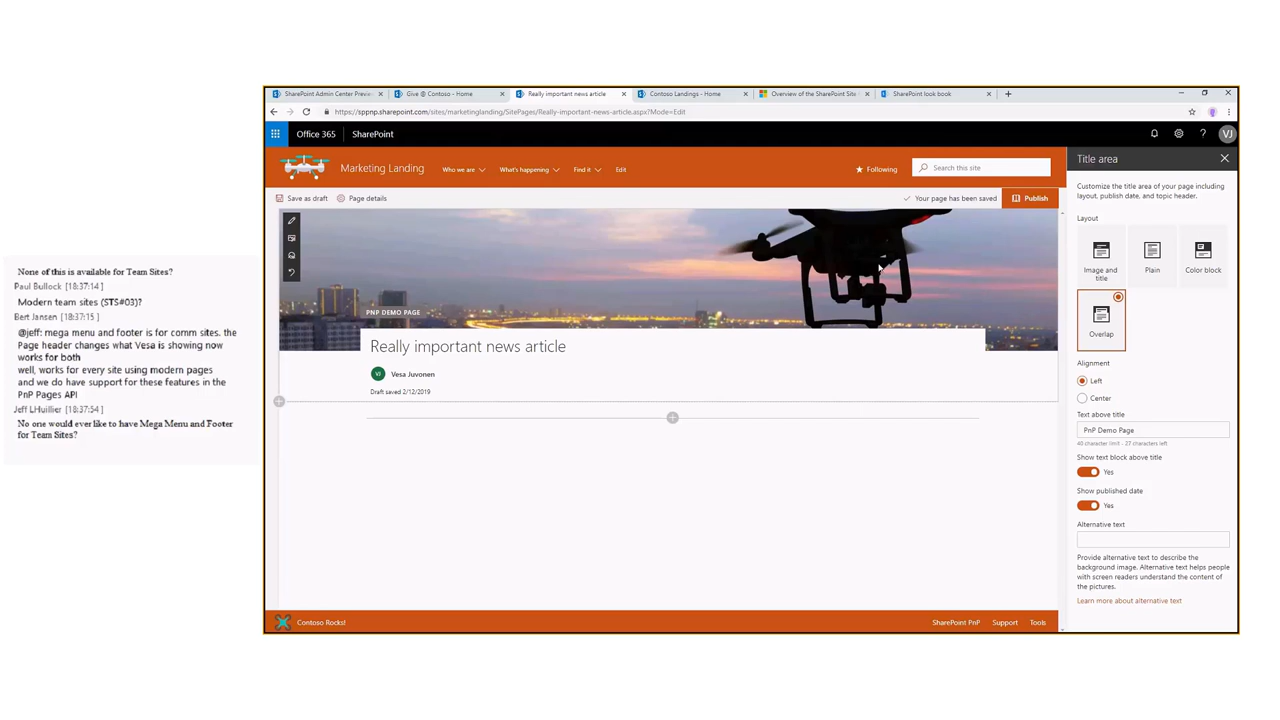 None of this is available for Team Sites?
Paul Bullock [18:37:14]
Modern team sites (STS#03)?
Bert Jansen [18:37:15]
@jeff: mega menu and footer is for comm sites. the
Page header changes what Vesa is showing now
works for both
well, works for every site using modern pages
and we do have support for these features in the
PnP Pages API
Jeff LHuillier [18:37:54]
No one would ever like to have Mega Menu and Footer
for Team Sites?
SharePoint Admin Center Preview
Give @ Contoso - Home
Really important news article
Contoso Landings - Home
Overview of the SharePoint Site
SharePoint look book
https://sppnp.sharepoint.com/sites/marketinglanding/SitePages/Really-important-news-article.aspx?Mode=Edit
Office 365
SharePoint
VJ
Marketing Landing
Who we are
What's happening
Find it
Edit
Following
Search this site
Save as draft
Page details
Your page has been saved
Publish
PNP DEMO PAGE
Really important news article
VJ
Vesa Juvonen
Draft saved 2/12/2019
Contoso Rocks!
SharePoint PnP
Support
Tools
Title area
Customize the title area of your page including
layout, publish date, and topic header.
Layout
Image and
title
Plain
Color block
Overlap
Alignment
Left
Center
Text above title
PnP Demo Page
40 character limit - 27 characters left
Show text block above title
Yes
Show published date
Yes
Alternative text
Provide alternative text to describe the
background image. Alternative text helps people
with screen readers understand the content of
the pictures.
Learn more about alternative text